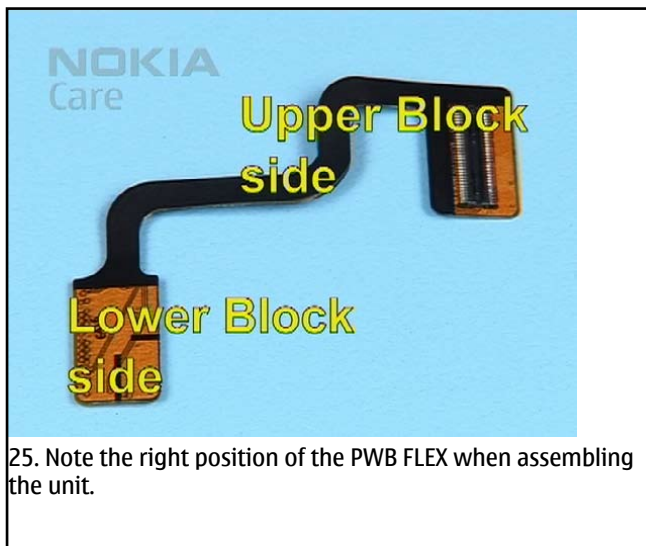 NOKIA
Care
Upper Block
side
Lower Block
side
25. Note the right position of the PWB FLEX when assembling
the unit.